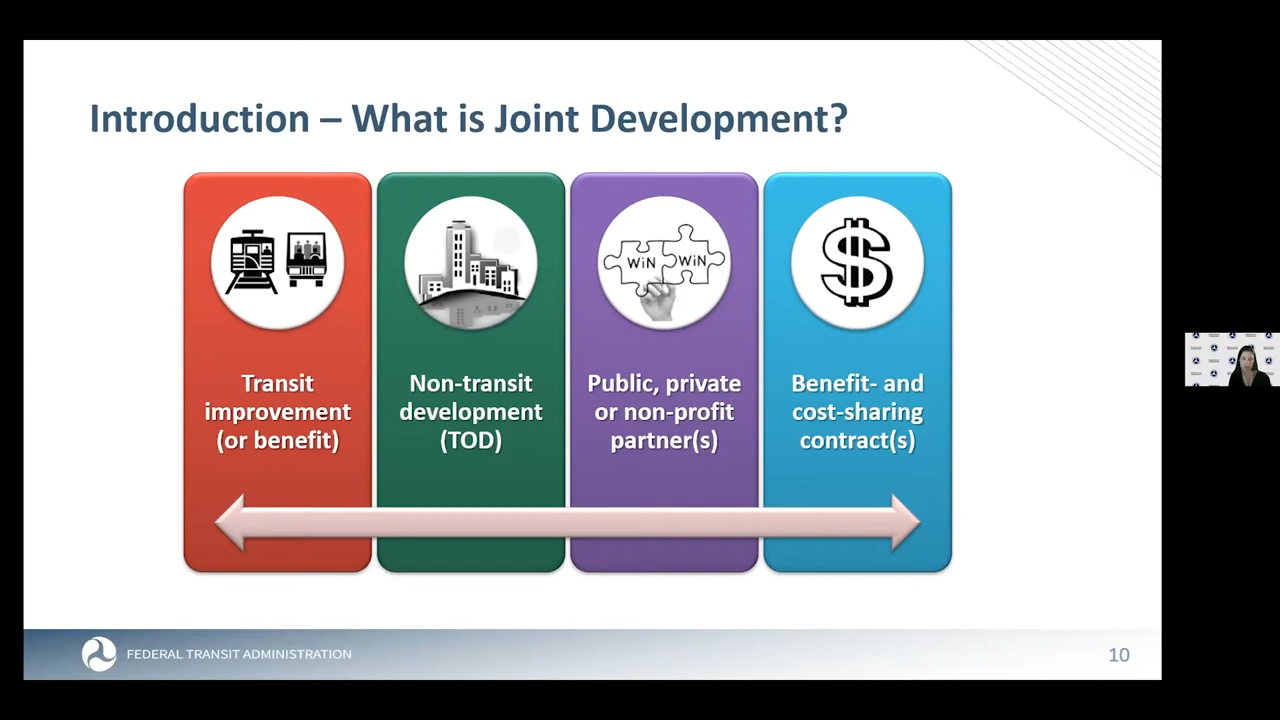 Introduction – What is Joint Development?
WiN WiN
Transit
improvement
(or benefit)
Non-transit
development
(TOD)
Public, private
or non-profit
partner(s)
Benefit- and
cost-sharing
contract(s)
FEDERAL TRANSIT ADMINISTRATION
10